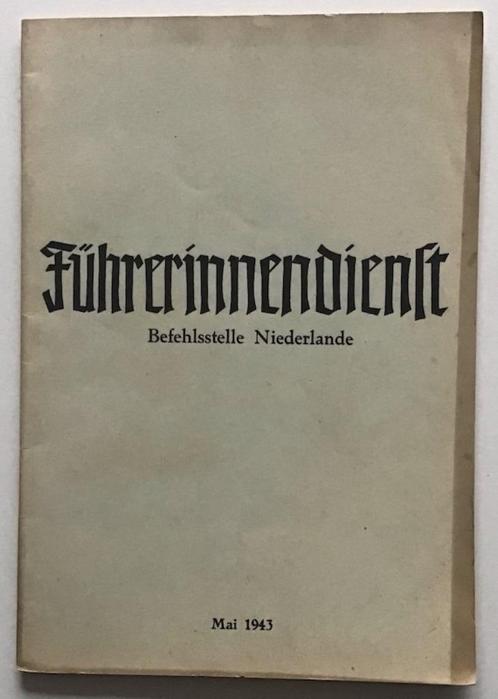 Führerinnendienst
Befehlsstelle Niederlande
Mai 1943